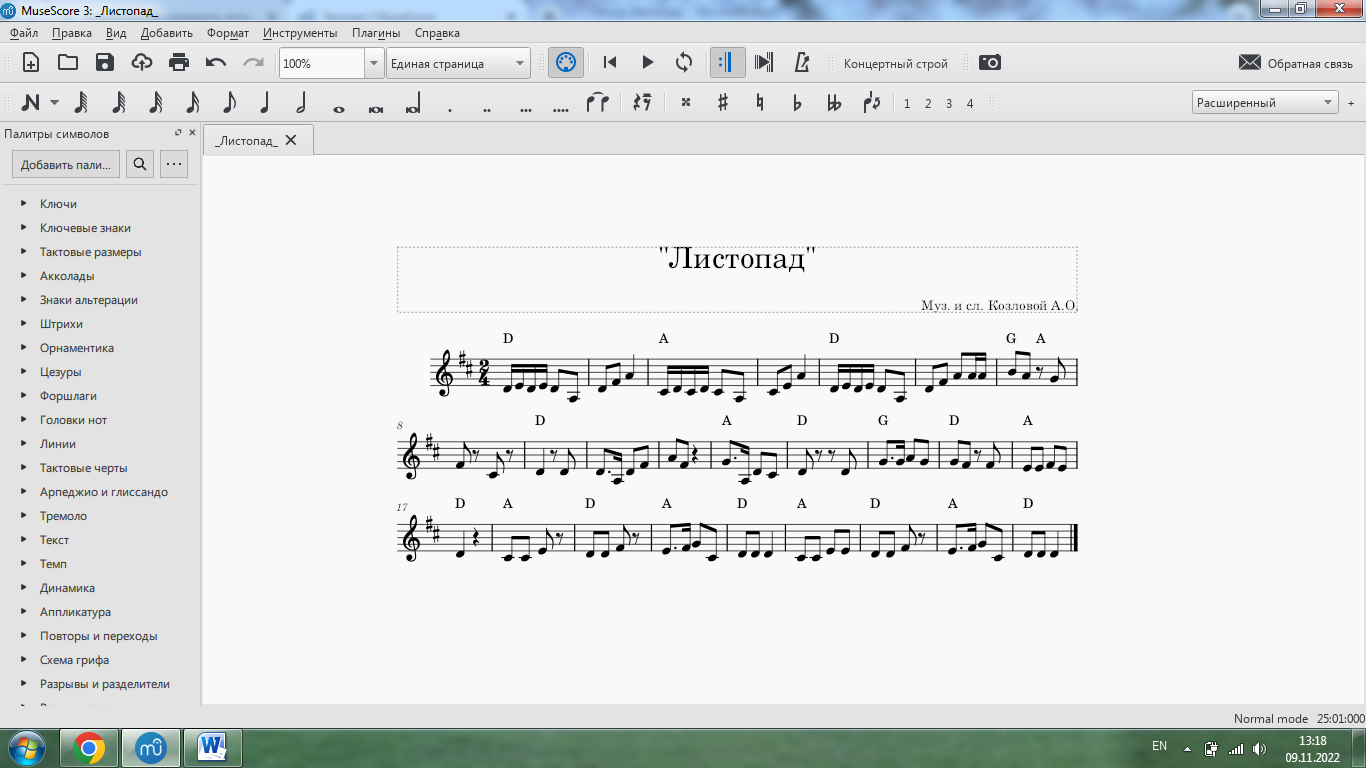 MuseScore 3: _Листопад_
Файл Правка Вид Добавить Формат Инструменты Плагины Справка
100% Единая страница Концертный строй Обратная связь
1 2 3 4 Расширенный +
Палитры символов
_Листопад_
Добавить пали... ...
Ключи
Ключевые знаки
Тактовые размеры
Акколады
Знаки альтерации
Штрихи
Орнаментика
Цезуры
Форшлаги
Головки нот
Линии
Тактовые черты
Арпеджио и глиссандо
Тремоло
Текст
Темп
Динамика
Аппликатура
Повторы и переходы
Схема грифа
Разрывы и разделители
"Листопад"
Муз. и сл. Козловой А.О.
D A D G A
2
4
8
D A D G D A
17
D A D A D A D A D
Normal mode 25:01:000
EN 13:18
09.11.2022